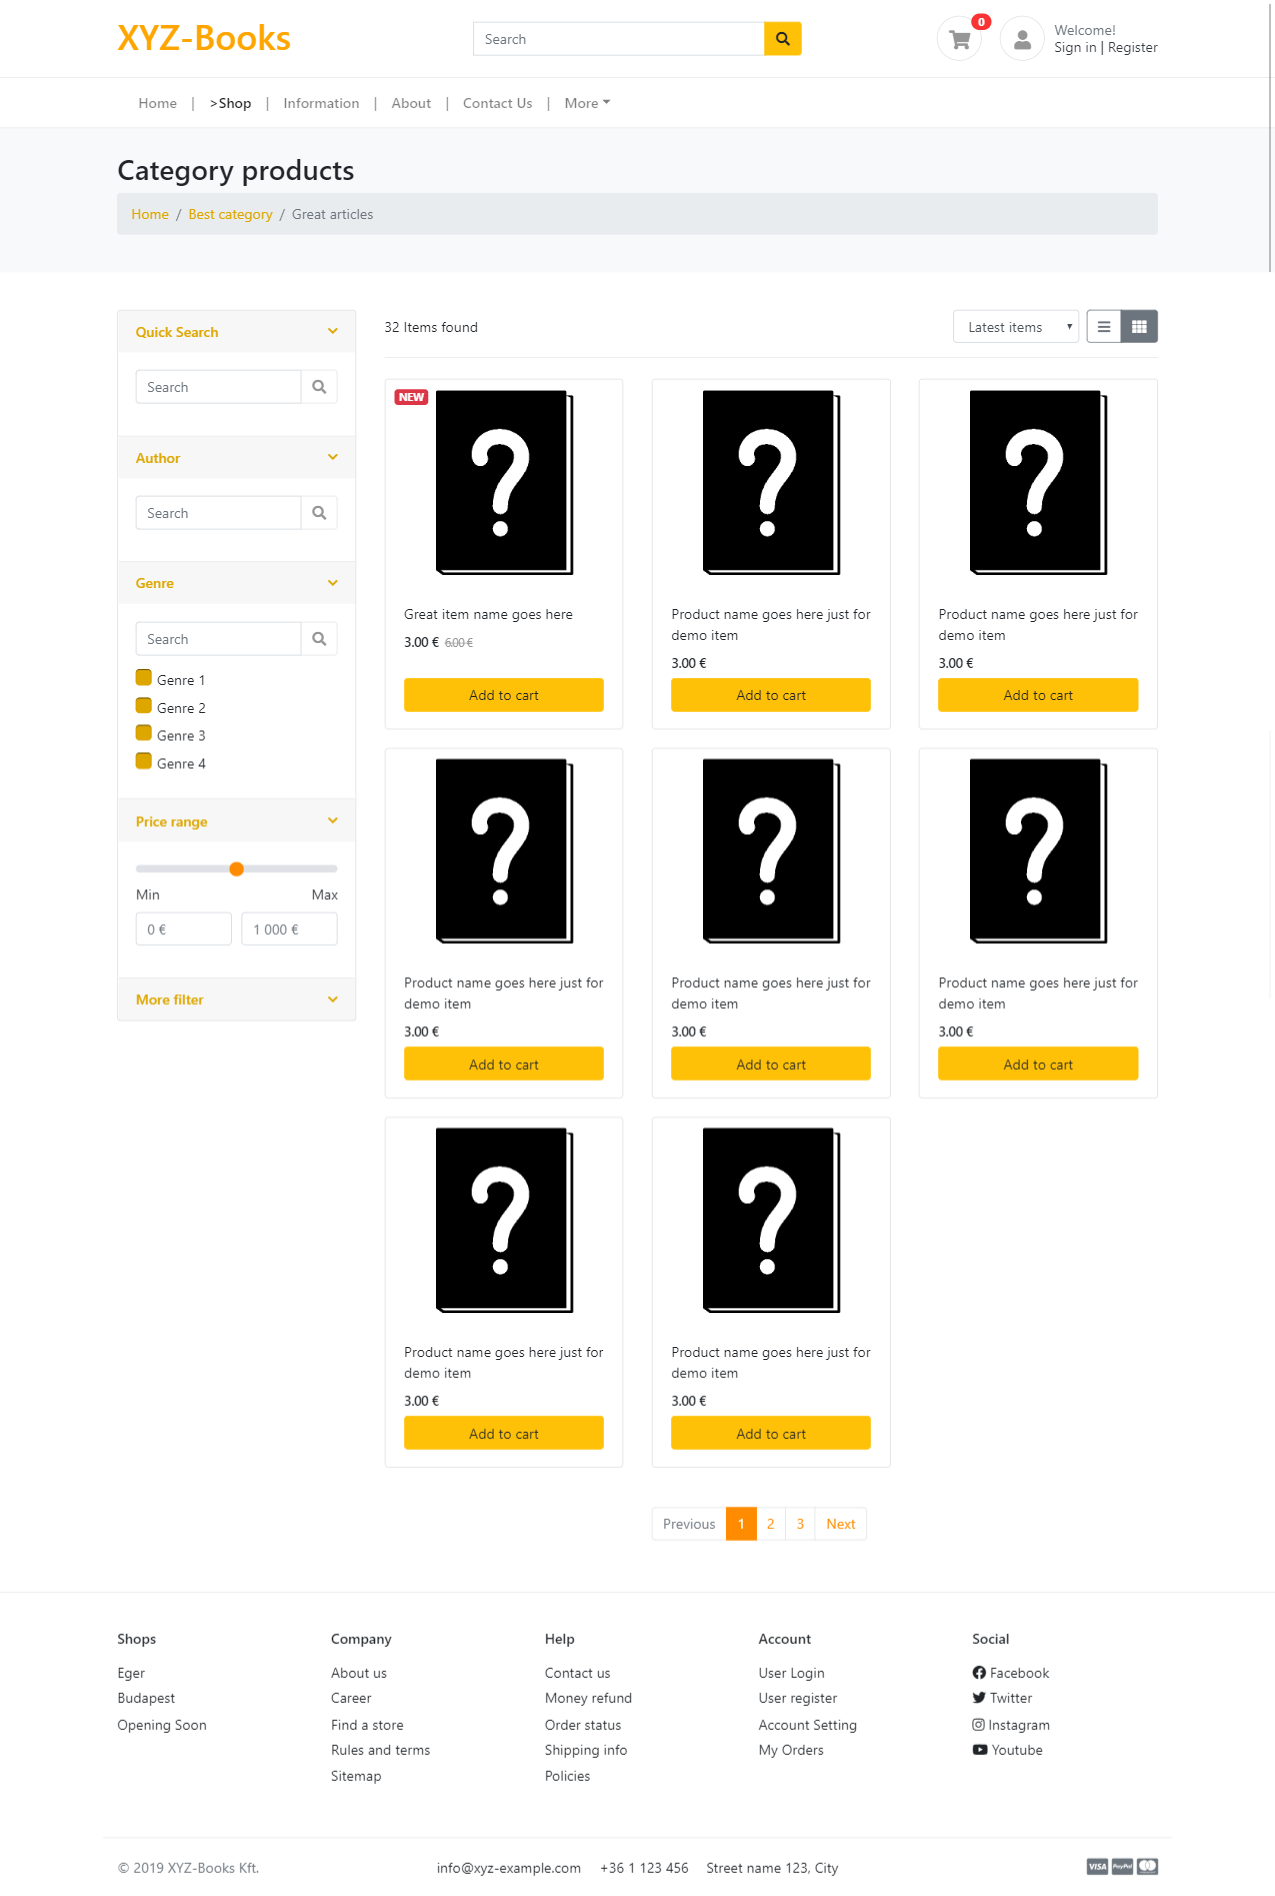 XYZ-Books
Search
0
Welcome!
Sign in | Register
Home | >Shop | Information | About | Contact Us | More
Category products
Home / Best category / Great articles
Quick Search
Search
Author
Search
Genre
Search
Genre 1
Genre 2
Genre 3
Genre 4
Price range
Min Max
0 € 1 000 €
More filter
32 Items found
Latest items
NEW
?
Great item name goes here
3.00 € 6.00 €
Add to cart
?
Product name goes here just for
demo item
3.00 €
Add to cart
?
Product name goes here just for
demo item
3.00 €
Add to cart
?
Product name goes here just for
demo item
3.00 €
Add to cart
?
Product name goes here just for
demo item
3.00 €
Add to cart
?
Product name goes here just for
demo item
3.00 €
Add to cart
?
Product name goes here just for
demo item
3.00 €
Add to cart
?
Product name goes here just for
demo item
3.00 €
Add to cart
Previous 1 2 3 Next
Shops
Eger
Budapest
Opening Soon
Company
About us
Career
Find a store
Rules and terms
Sitemap
Help
Contact us
Money refund
Order status
Shipping info
Policies
Account
User Login
User register
Account Setting
My Orders
Social
Facebook
Twitter
Instagram
Youtube
© 2019 XYZ-Books Kft.
info@xyz-example.com +36 1 123 456 Street name 123, City
VISA PayPal